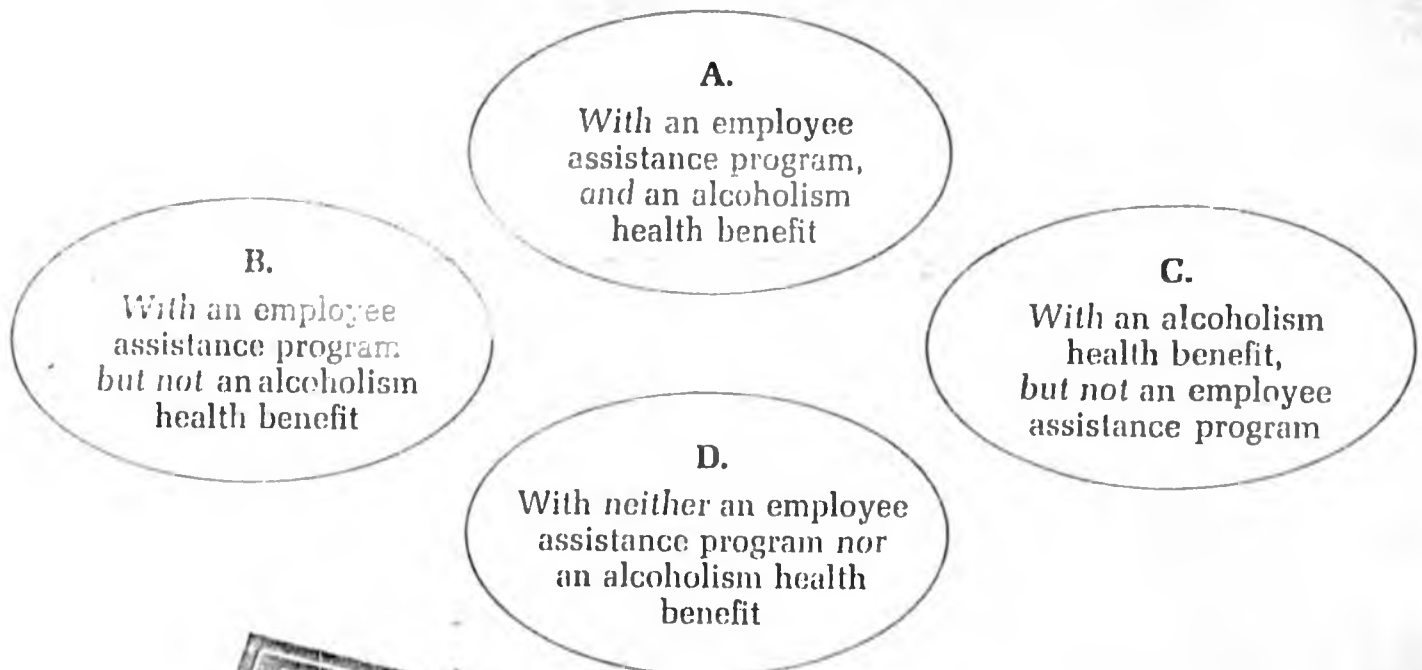 A.
With an employee
assistance program,
and an alcoholism
health benefit
B.
With an employee
assistance program
but not an alcoholism
health benefit
C.
With an alcoholism
health benefit,
but not an employee
assistance program
D.
With neither an employee
assistance program nor
an alcoholism health
benefit